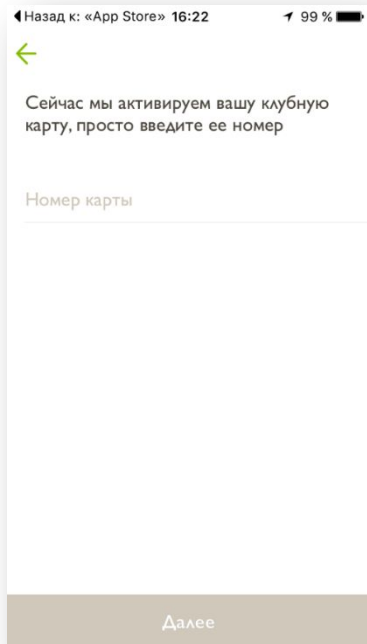 Назад к: «App Store» 16:22 99 %
Сейчас мы активируем вашу клубную
карту, просто введите ее номер
Номер карты
Далее